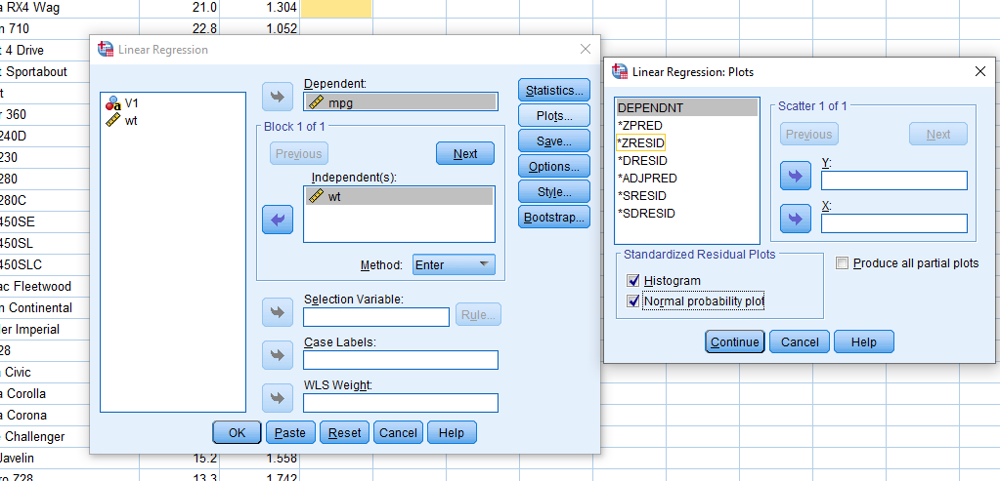 RX4 Wag 21.0 1.304
710 22.8 1.052
4 Drive
Sportabout
360
240D
230
280
280C
450SE
450SL
450SLC
Fleetwood
Continental
Imperial
28
Civic
Corolla
Corona
Challenger
Javelin 15.2 1.558
Z28 13.3 1.742
Linear Regression
V1
wt
Dependent:
mpg
Block 1 of 1
Previous
Next
Independent(s):
wt
Method: Enter
Selection Variable:
Rule...
Case Labels:
WLS Weight:
Statistics...
Plots...
Save...
Options...
Style...
Bootstrap...
OK Paste Reset Cancel Help
Linear Regression: Plots
DEPENDNT
*ZPRED
*ZRESID
*DRESID
*ADJPRED
*SRESID
*SDRESID
Scatter 1 of 1
Previous Next
Y:
X:
Standardized Residual Plots
Histogram
Normal probability plot
Produce all partial plots
Continue Cancel Help